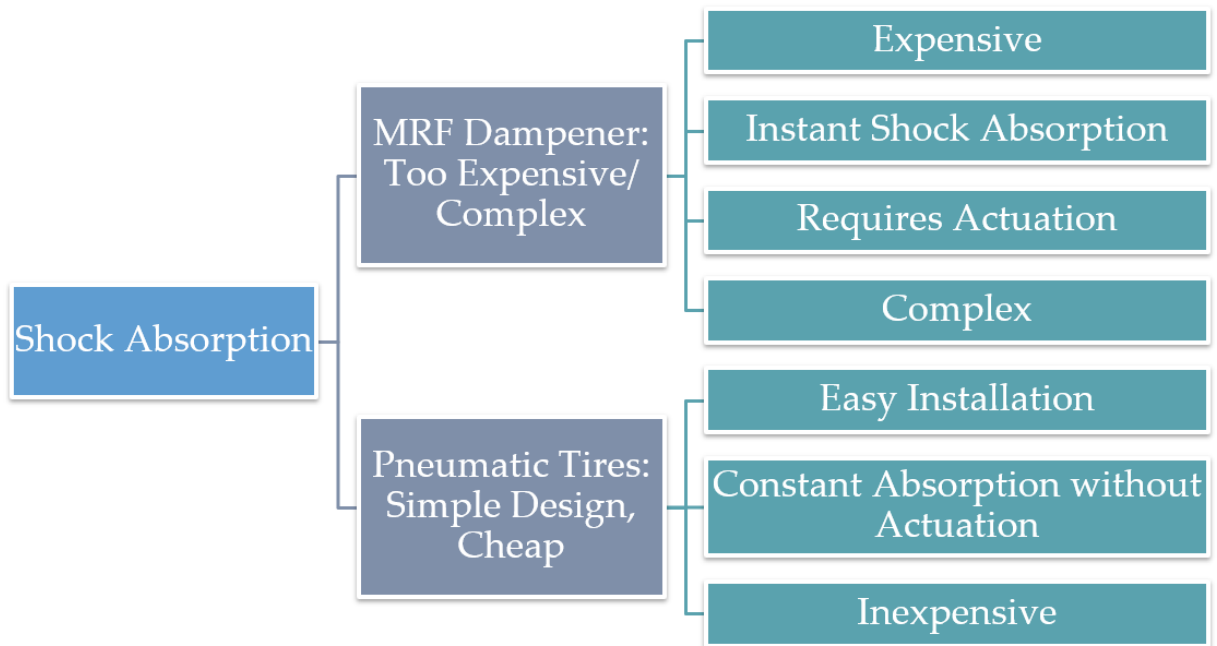 Shock Absorption
MRF Dampener:
Too Expensive/
Complex
Expensive
Instant Shock Absorption
Requires Actuation
Complex
Pneumatic Tires:
Simple Design,
Cheap
Easy Installation
Constant Absorption without
Actuation
Inexpensive